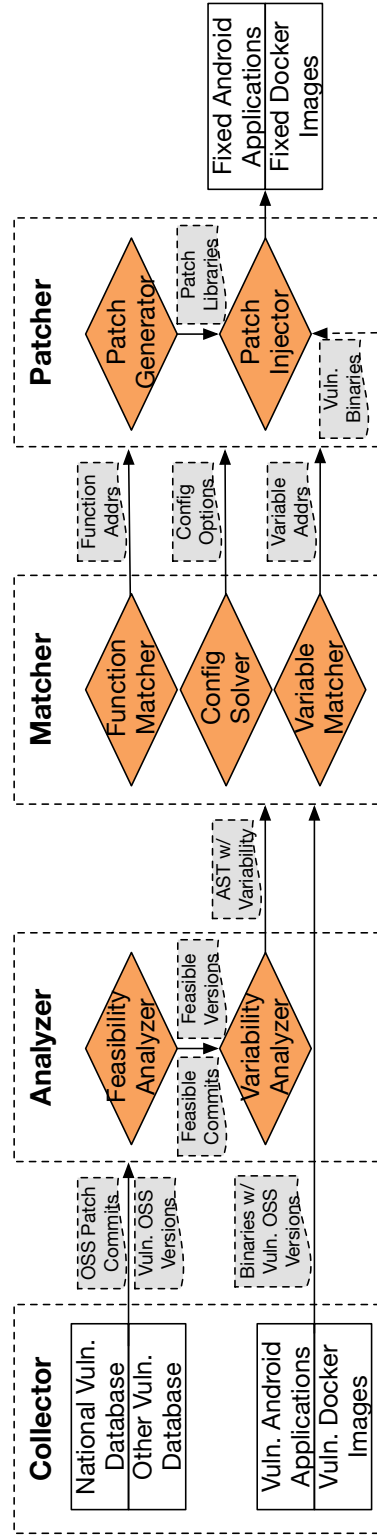 Collector
National Vuln.
Database
Other Vuln.
Database
Vuln. Android
Applications
Vuln. Docker
Images
OSS Patch
Commits
Vuln. OSS
Versions
Binaries w/
Vuln. OSS
Versions
Analyzer
Feasibility
Analyzer
Feasible
Commits
Feasible
Versions
Variability
Analyzer
AST w/
Variability
Matcher
Function
Matcher
Config
Solver
Variable
Matcher
Function
Addrs
Config
Options
Variable
Addrs
Patcher
Patch
Generator
Patch
Libraries
Patch
Injector
Vuln.
Binaries
Fixed Android
Applications
Fixed Docker
Images